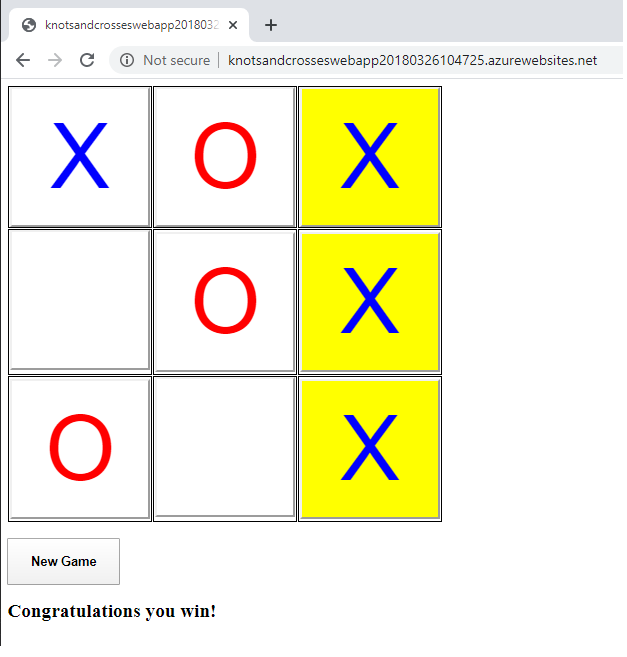 knotsandcrosseswebapp2018032
Not secure | knotsandcrosseswebapp20180326104725.azurewebsites.net
X O X
O X
O X
New Game
Congratulations you win!